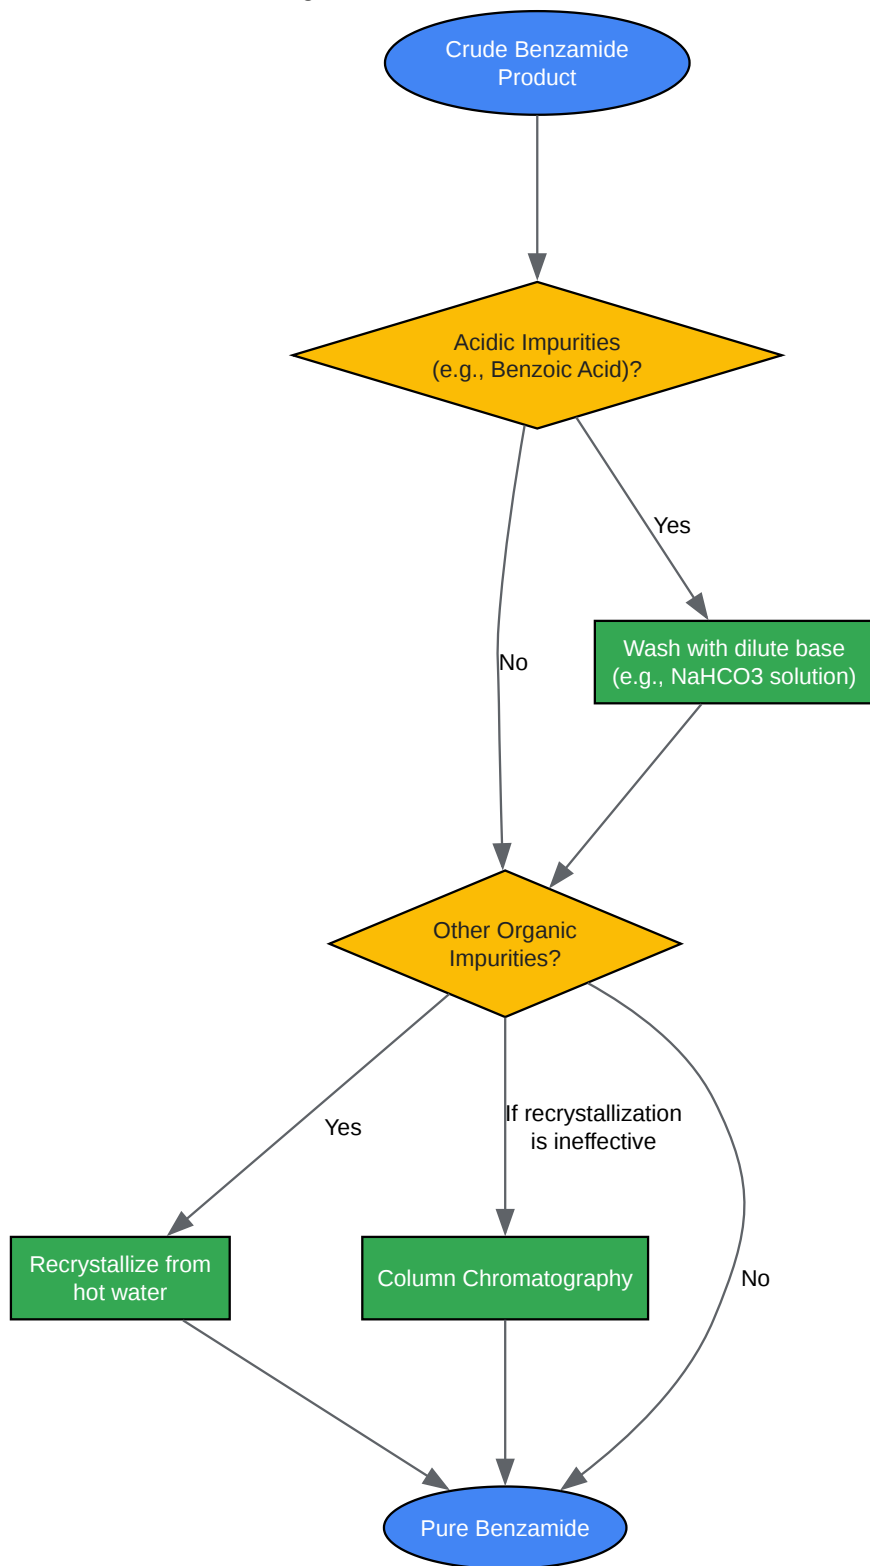 Crude Benzamide
Product
Acidic Impurities
(e.g., Benzoic Acid)?
Yes
No
Wash with dilute base
(e.g., NaHCO3 solution)
Other Organic
Impurities?
Yes
If recrystallization
is ineffective
No
Recrystallize from
hot water
Column Chromatography
Pure Benzamide